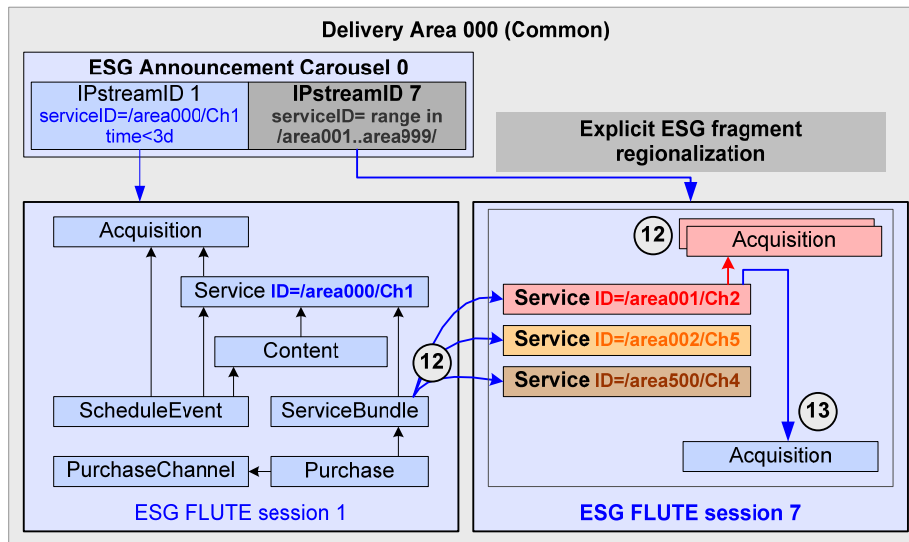 Delivery Area 000 (Common)
ESG Announcement Carousel 0
IPstreamID 1
serviceID=/area000/Ch1
time<3d
IPstreamID 7
serviceID= range in
/area001..area999/
Explicit ESG fragment
regionalization
Acquisition
Service ID=/area000/Ch1
Content
12
ScheduleEvent
ServiceBundle
PurchaseChannel
Purchase
ESG FLUTE session 1
12
Acquisition
Service ID=/area001/Ch2
Service ID=/area002/Ch5
Service ID=/area500/Ch4
13
Acquisition
ESG FLUTE session 7